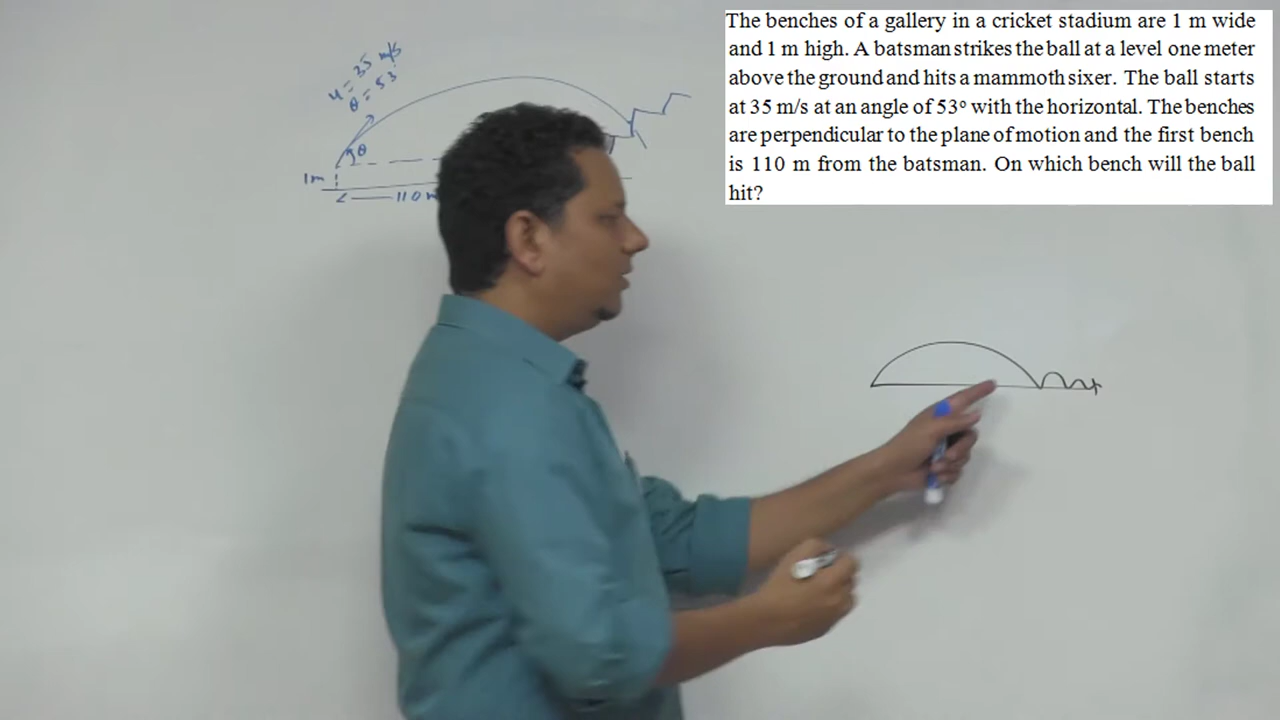 The benches of a gallery in a cricket stadium are 1 m wide
and 1 m high. A batsman strikes the ball at a level one meter
above the ground and hits a mammoth sixer. The ball starts
at 35 m/s at an angle of 53º with the horizontal. The benches
are perpendicular to the plane of motion and the first bench
is 110 m from the batsman. On which bench will the ball
hit?
u = 35 m/s
θ = 53
θ
1m
110 m